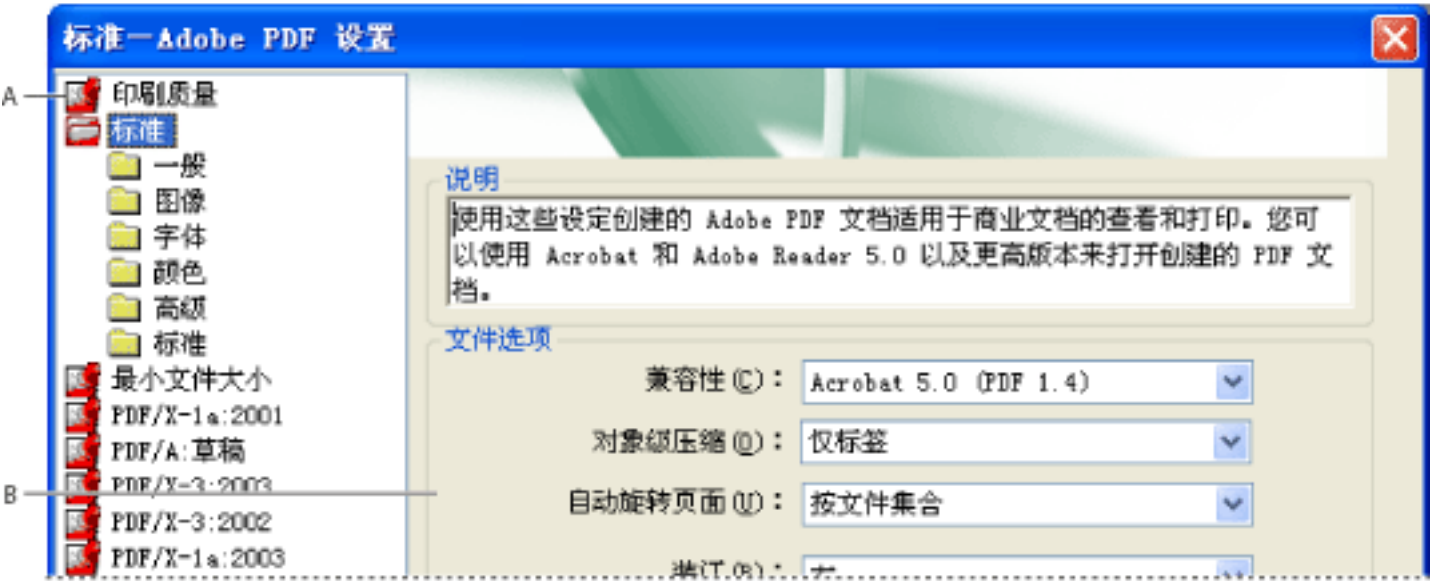 标准—Adobe PDF 设置
A
印刷质量
标准
一般
图像
字体
颜色
高级
标准
最小文件大小
PDF/X-1a:2001
PDF/A:草稿
B
PDF/X-3:2003
PDF/X-3:2002
PDF/X-1a:2003
说明
使用这些设定创建的 Adobe PDF 文档适用于商业文档的查看和打印。您可
以使用 Acrobat 和 Adobe Reader 5.0 以及更高版本来打开创建的 PDF 文
档。
文件选项
兼容性(C)： Acrobat 5.0 (PDF 1.4)
对象级压缩(O)： 仅标签
自动旋转页面(U)： 按文件集合
装订(B)：